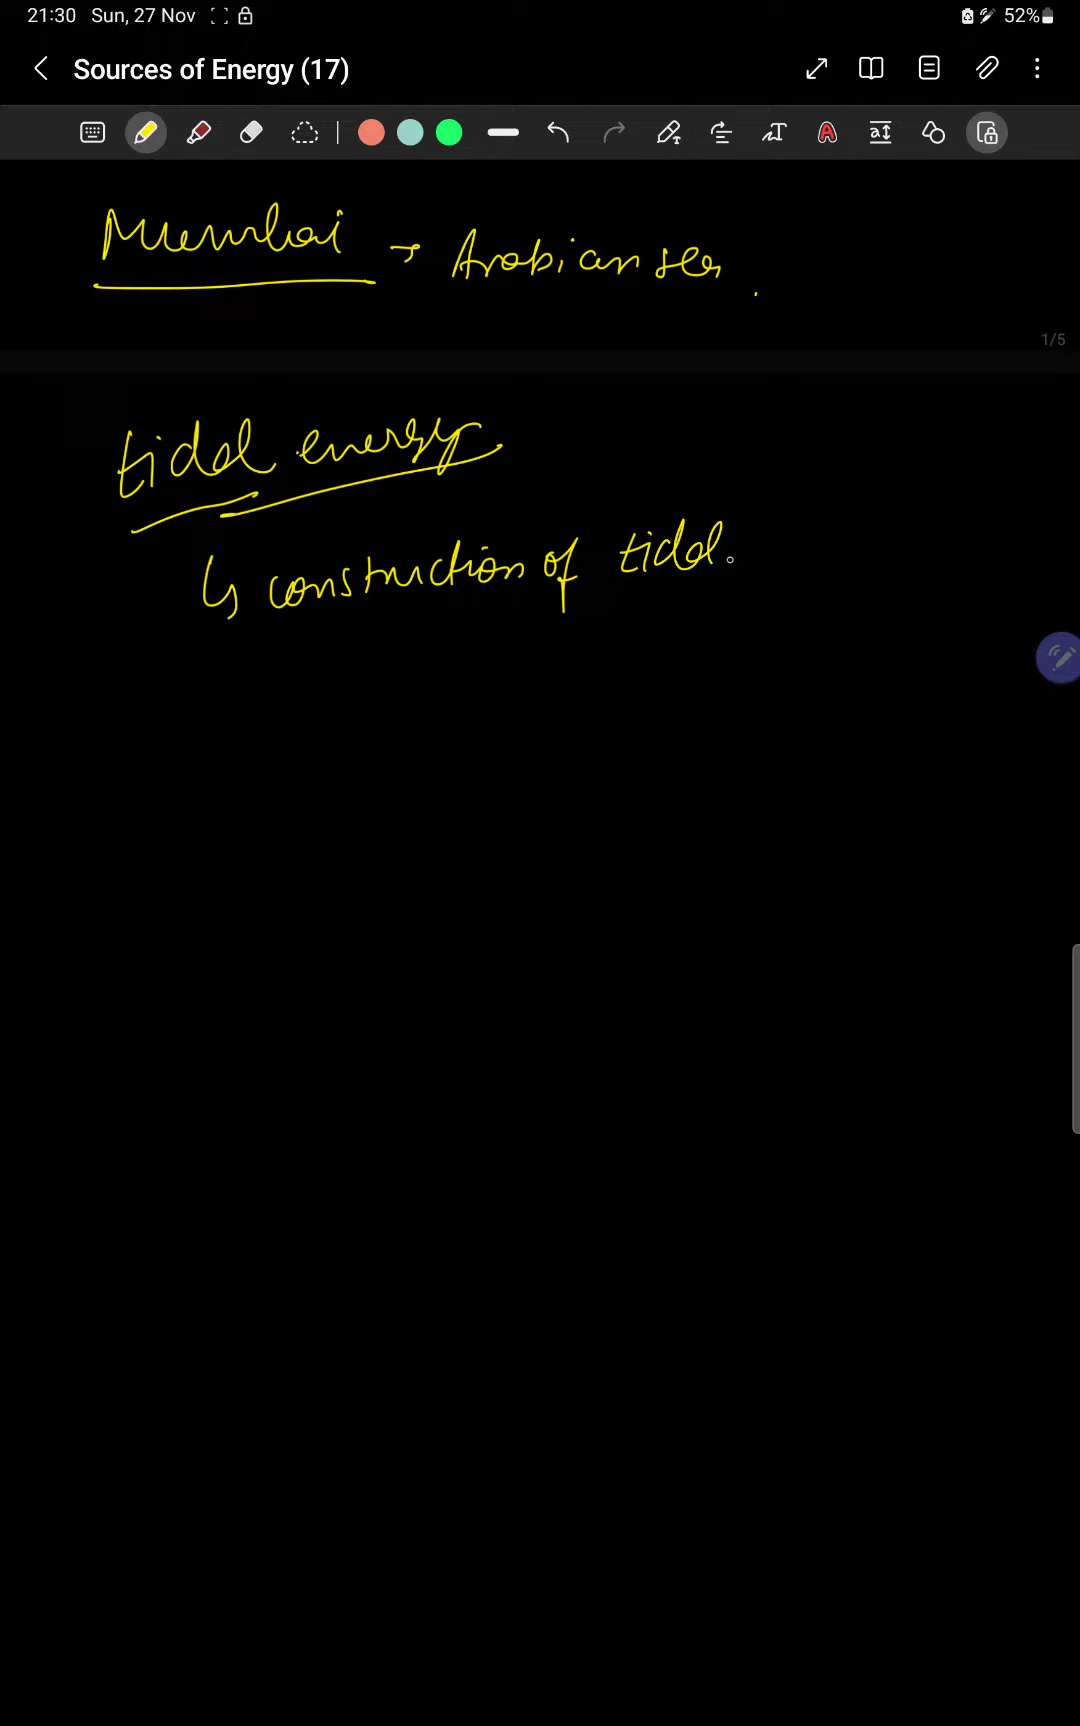 21:30 Sun, 27 Nov 52%
Sources of Energy (17)
Mumbai → Arabian sea.
1/5
tidal energy
↳ construction of tidal